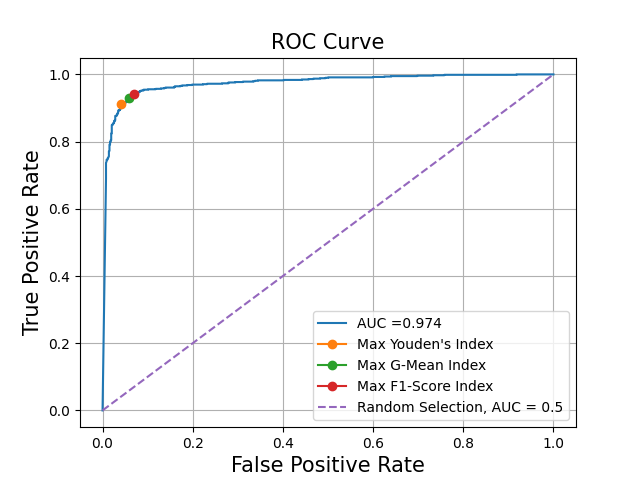 ROC Curve
True Positive Rate
1.0
0.8
0.6
0.4
0.2
0.0
AUC =0.974
Max Youden's Index
Max G-Mean Index
Max F1-Score Index
Random Selection, AUC = 0.5
0.0 0.2 0.4 0.6 0.8 1.0
False Positive Rate